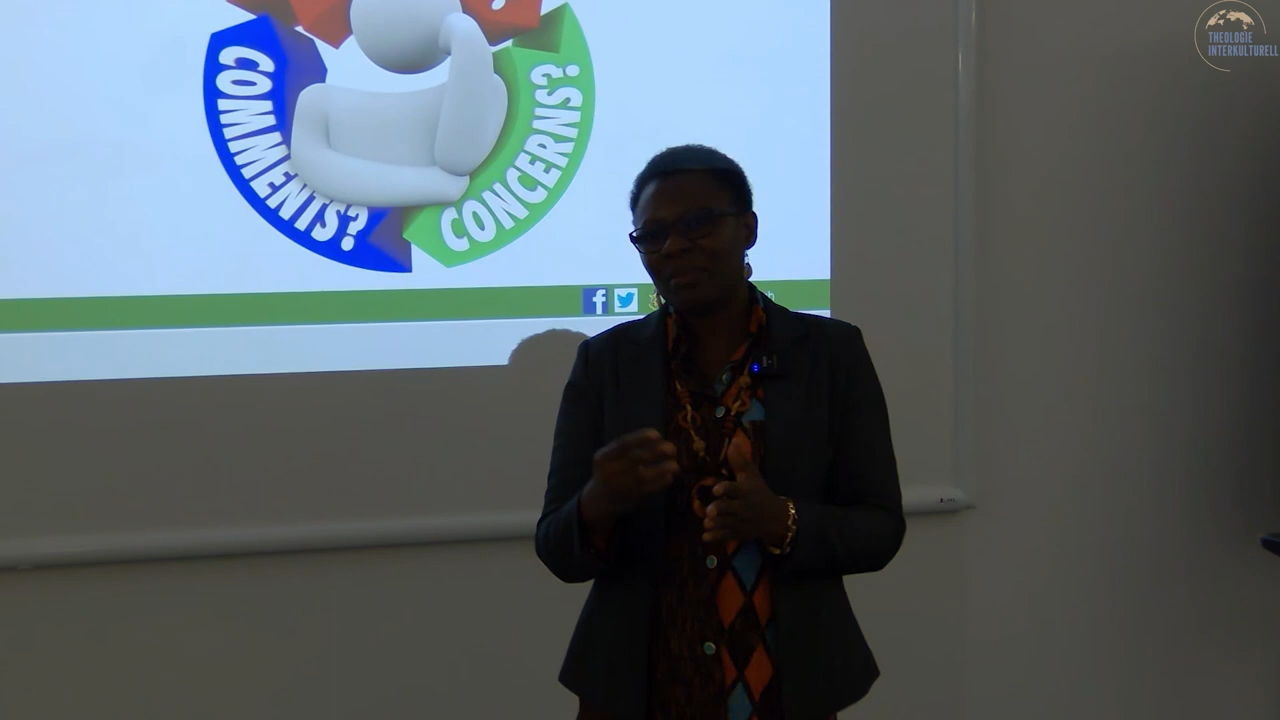 THEOLOGIE
INTERKULTURELL
COMMENTS?
CONCERNS?
f